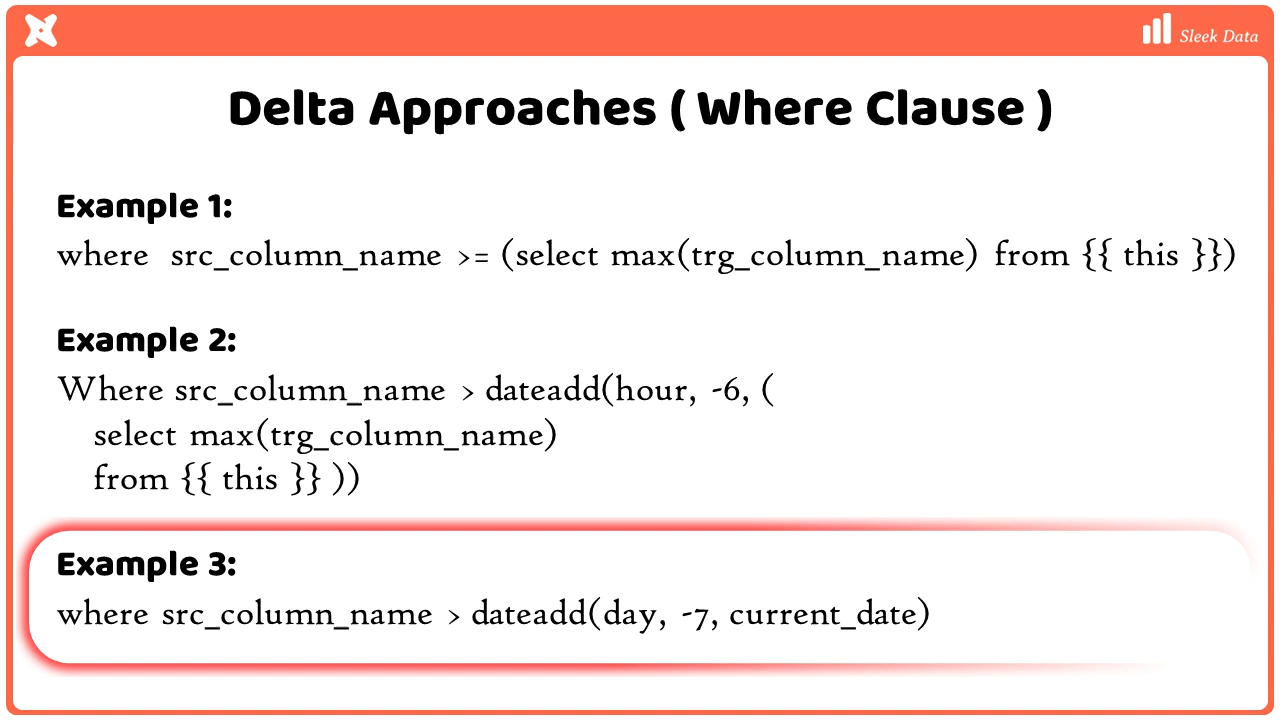 Sleek Data
Delta Approaches ( Where Clause )
Example 1:
where src_column_name >= (select max(trg_column_name) from {{ this }})
Example 2:
Where src_column_name > dateadd(hour, -6, (
select max(trg_column_name)
from {{ this }} ))
Example 3:
where src_column_name > dateadd(day, -7, current_date)